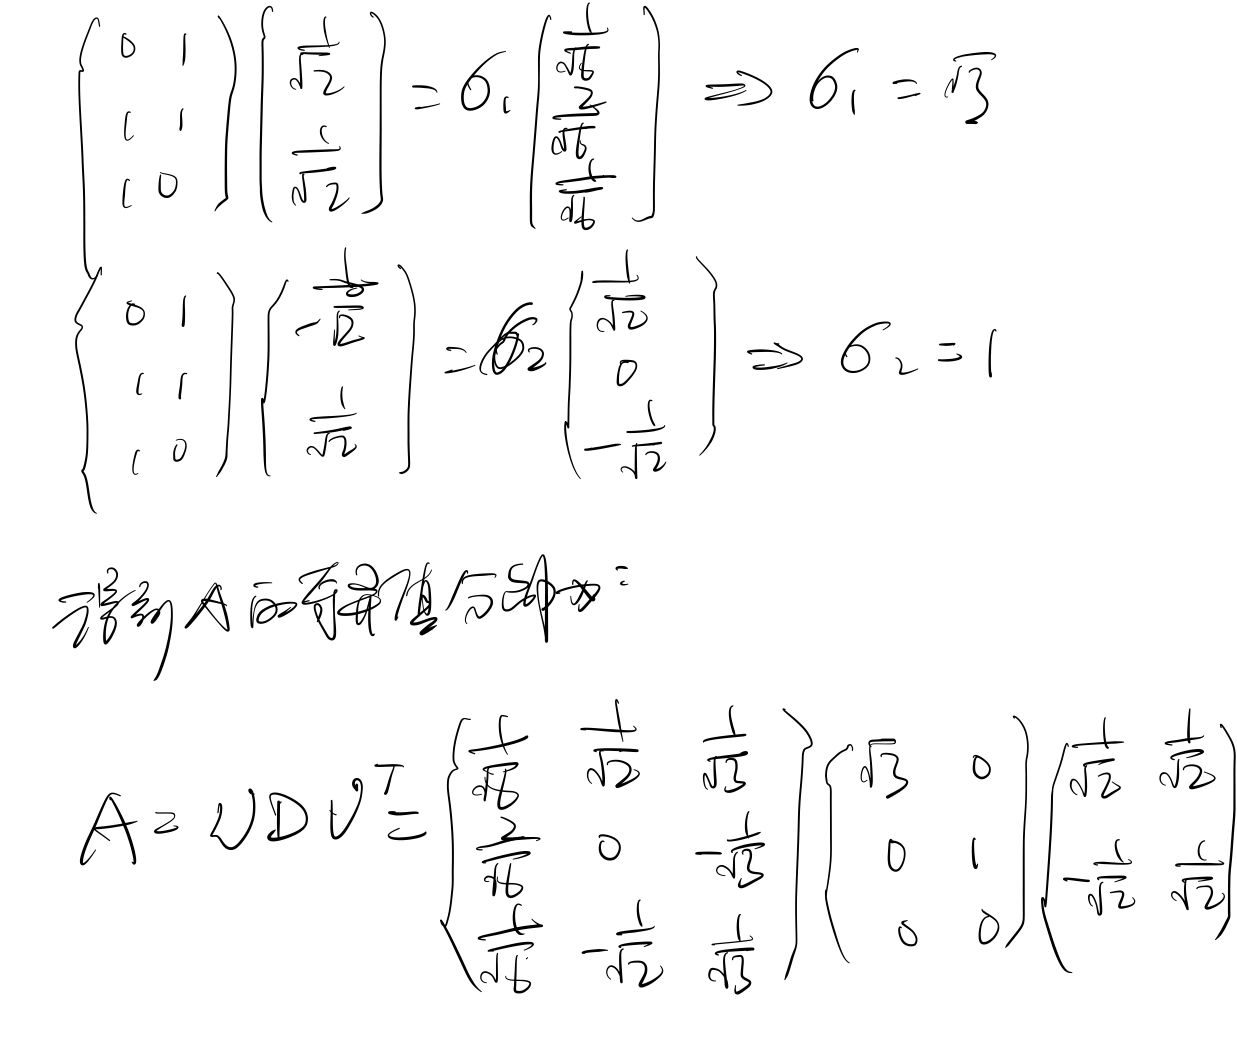 $\begin{pmatrix} 0 & 1 \\ 1 & 1 \\ 1 & 0 \end{pmatrix} \begin{pmatrix} \frac{1}{\sqrt{2}} \\ \frac{1}{\sqrt{2}} \end{pmatrix} = \sigma_1 \begin{pmatrix} \frac{1}{\sqrt{6}} \\ \frac{2}{\sqrt{6}} \\ \frac{1}{\sqrt{6}} \end{pmatrix} \Rightarrow \sigma_1 = \sqrt{3}$
$\begin{pmatrix} 0 & 1 \\ 1 & 1 \\ 1 & 0 \end{pmatrix} \begin{pmatrix} -\frac{1}{\sqrt{2}} \\ \frac{1}{\sqrt{2}} \end{pmatrix} = \sigma_2 \begin{pmatrix} \frac{1}{\sqrt{2}} \\ 0 \\ -\frac{1}{\sqrt{2}} \end{pmatrix} \Rightarrow \sigma_2 = 1$
得到A的奇异值分解为:
$A = UDV^T = \begin{pmatrix} \frac{1}{\sqrt{6}} & \frac{1}{\sqrt{2}} & \frac{1}{\sqrt{3}} \\ \frac{2}{\sqrt{6}} & 0 & -\frac{1}{\sqrt{3}} \\ \frac{1}{\sqrt{6}} & -\frac{1}{\sqrt{2}} & \frac{1}{\sqrt{3}} \end{pmatrix} \begin{pmatrix} \sqrt{3} & 0 \\ 0 & 1 \\ 0 & 0 \end{pmatrix} \begin{pmatrix} \frac{1}{\sqrt{2}} & \frac{1}{\sqrt{2}} \\ -\frac{1}{\sqrt{2}} & \frac{1}{\sqrt{2}} \end{pmatrix}$